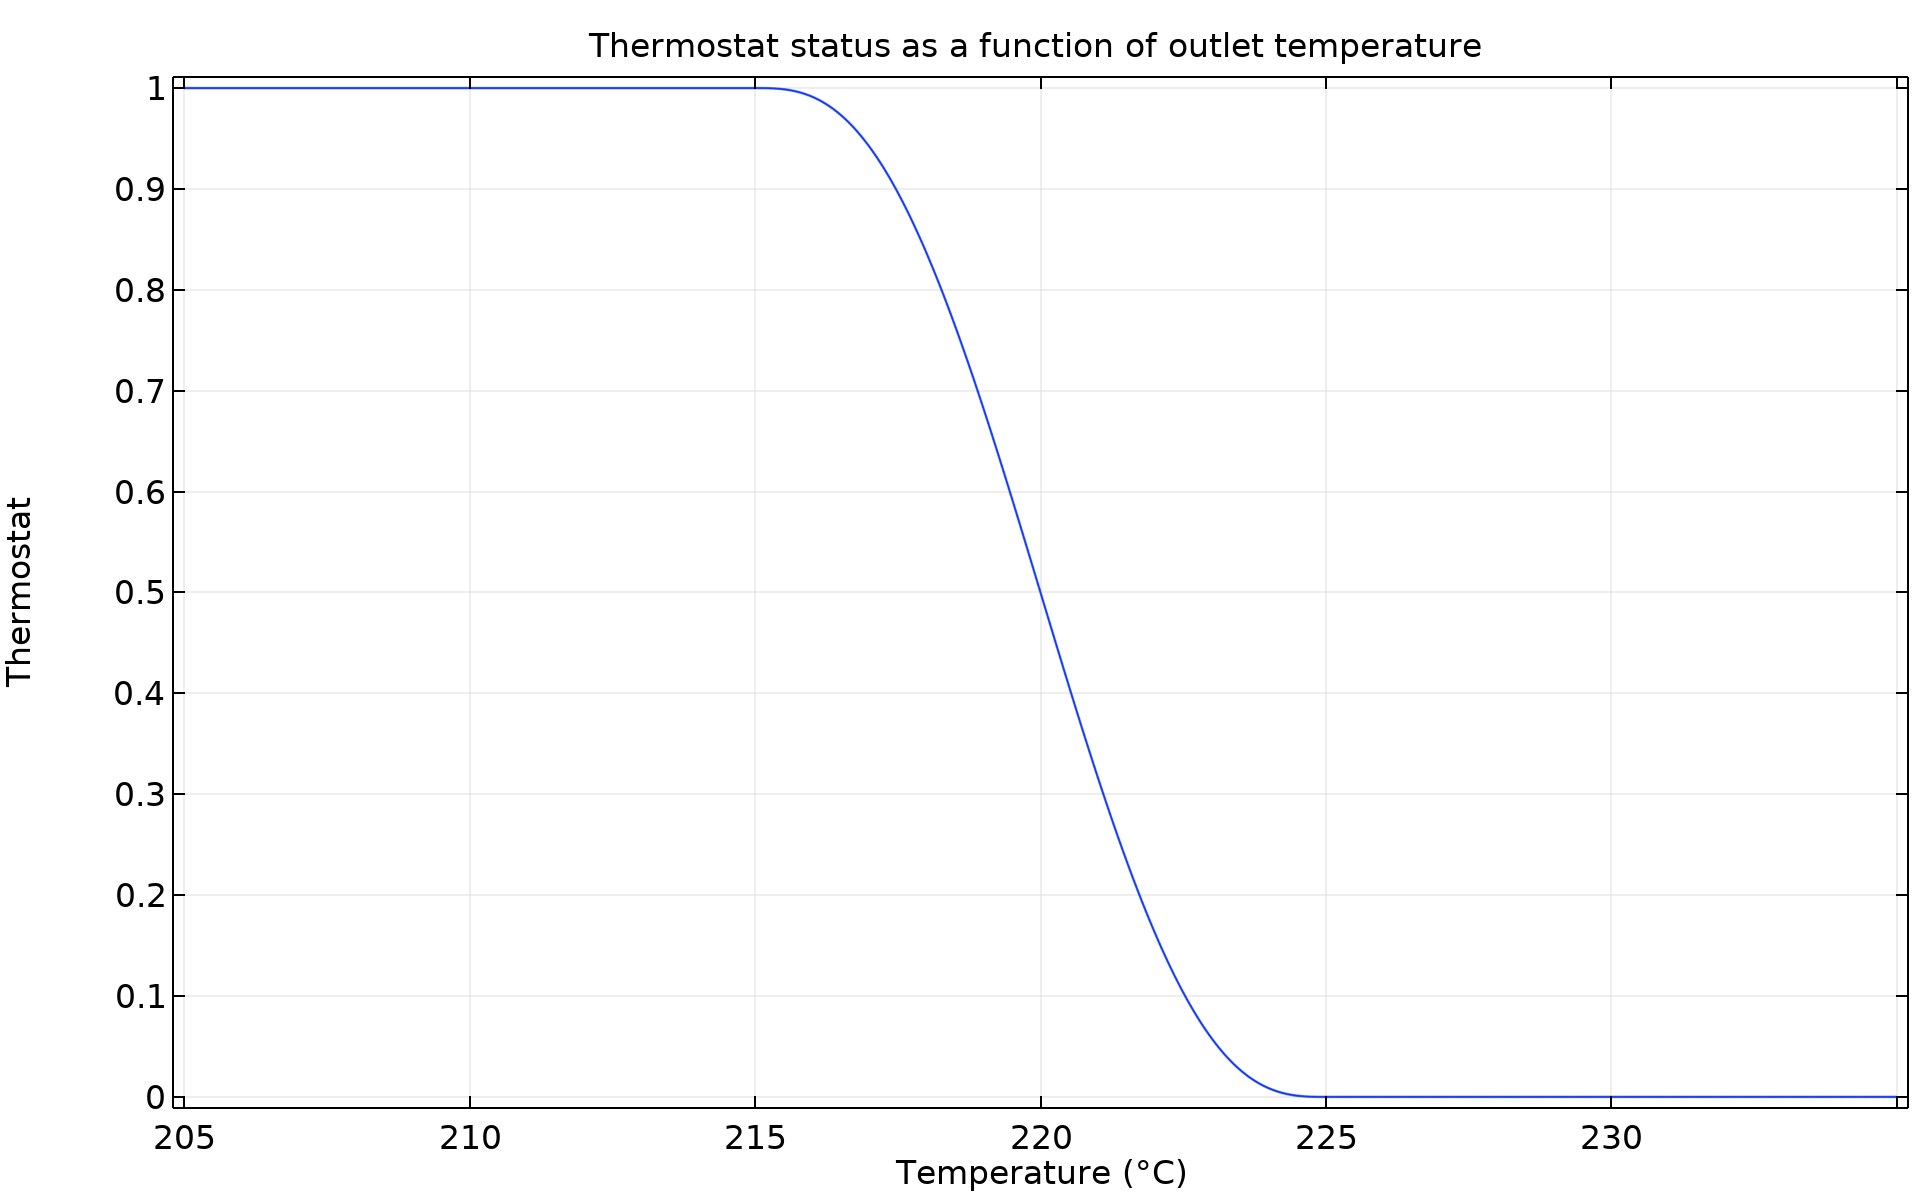 Thermostat status as a function of outlet temperature
1
0.9
0.8
0.7
0.6
0.5
0.4
0.3
0.2
0.1
0
Thermostat
205 210 215 220 225 230
Temperature (°C)